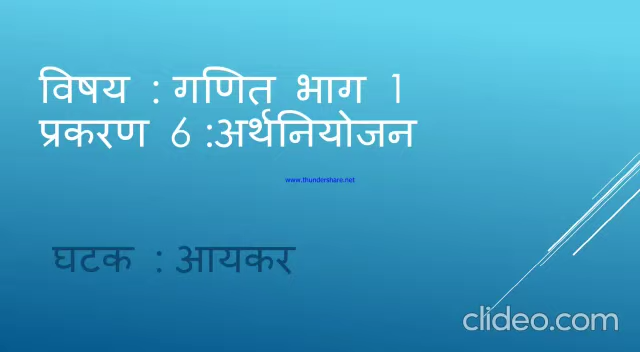 विषय : गणित भाग 1
प्रकरण 6 :अर्थनियोजन
www.thundershare.net
घटक : आयकर
clideo.com